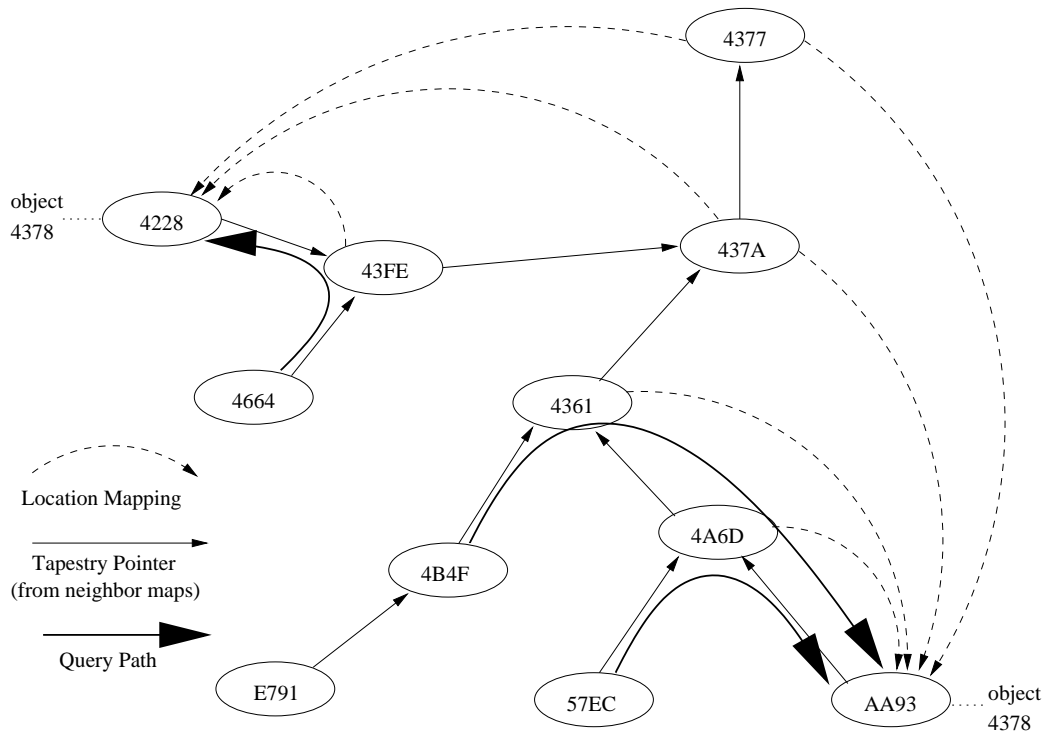 4377
object
4378
4228
43FE
437A
4664
4361
Location Mapping
4A6D
Tapestry Pointer
(from neighbor maps)
4B4F
Query Path
E791
57EC
AA93
object
4378